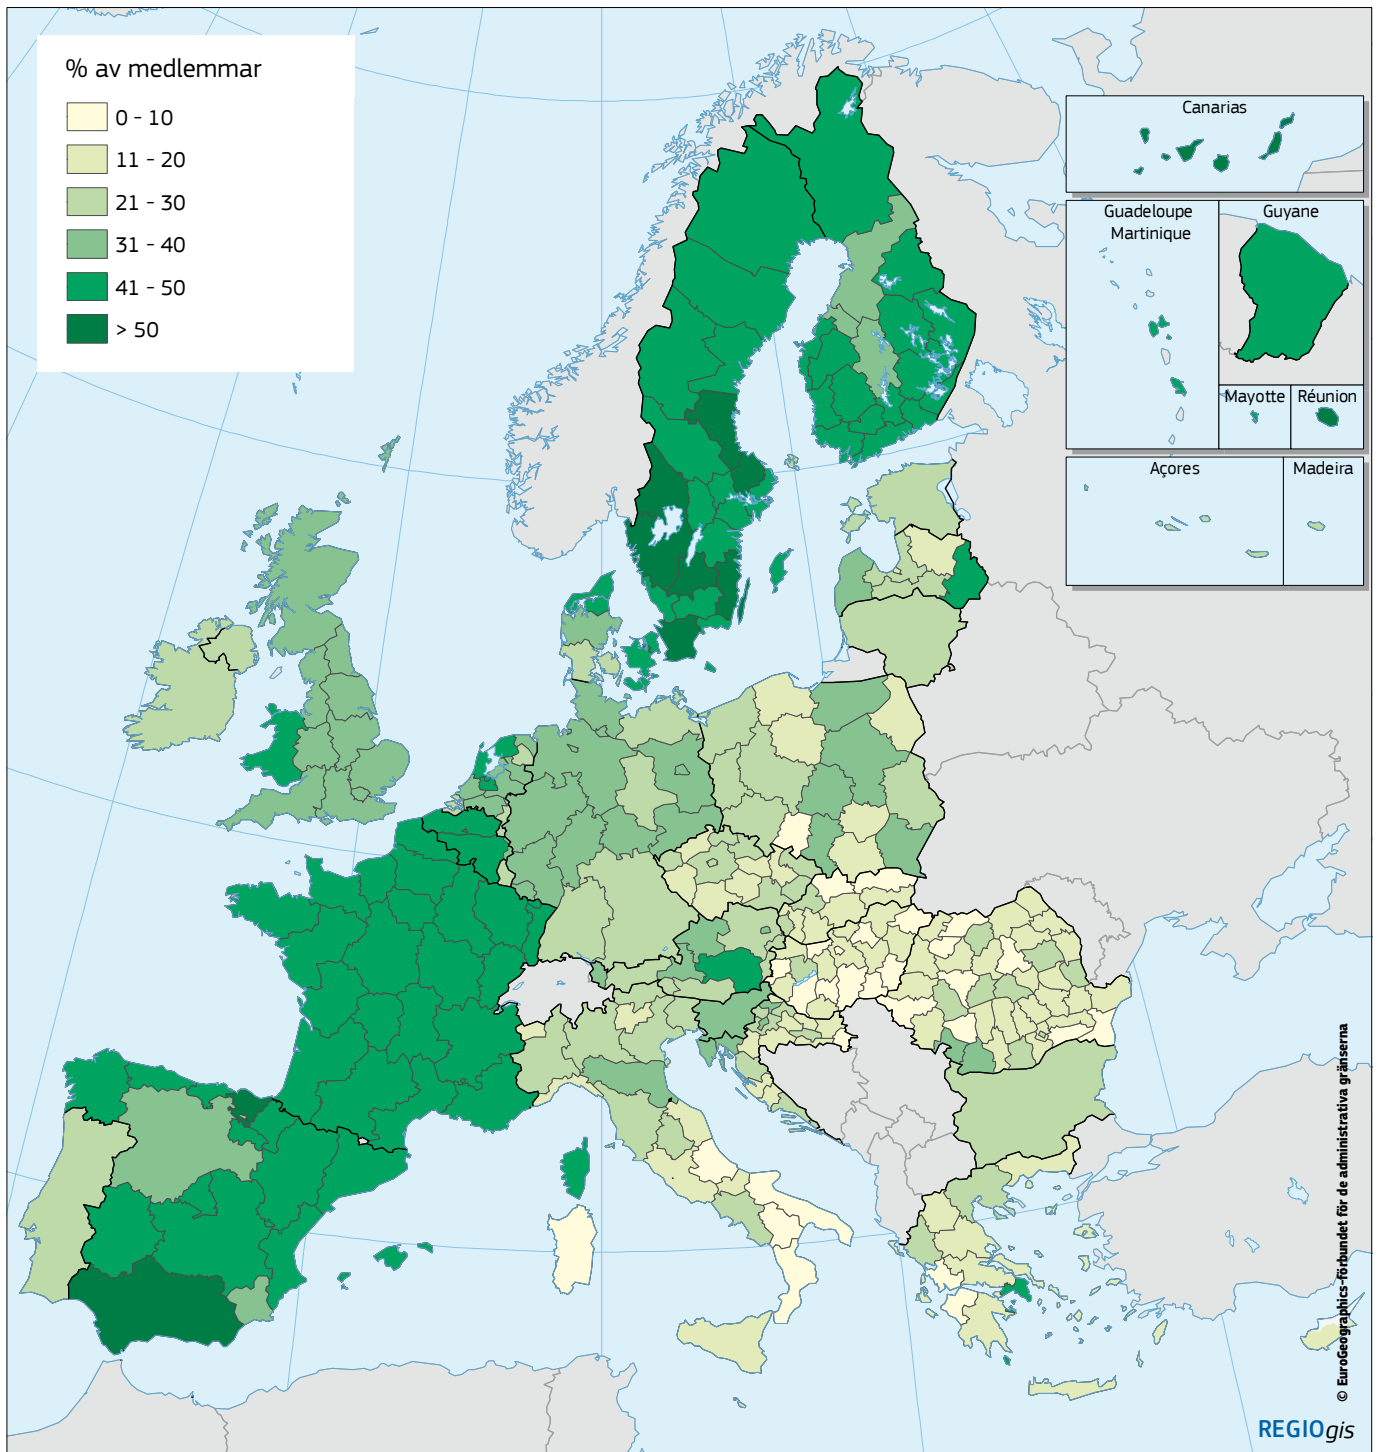 % av medlemmar
0 - 10
11 - 20
21 - 30
31 - 40
41 - 50
> 50
Canarias
Guadeloupe
Martinique
Guyane
Mayotte
Réunion
Açores
Madeira
© EuroGeographics-förbundet för de administrativa gränserna
REGIOgis